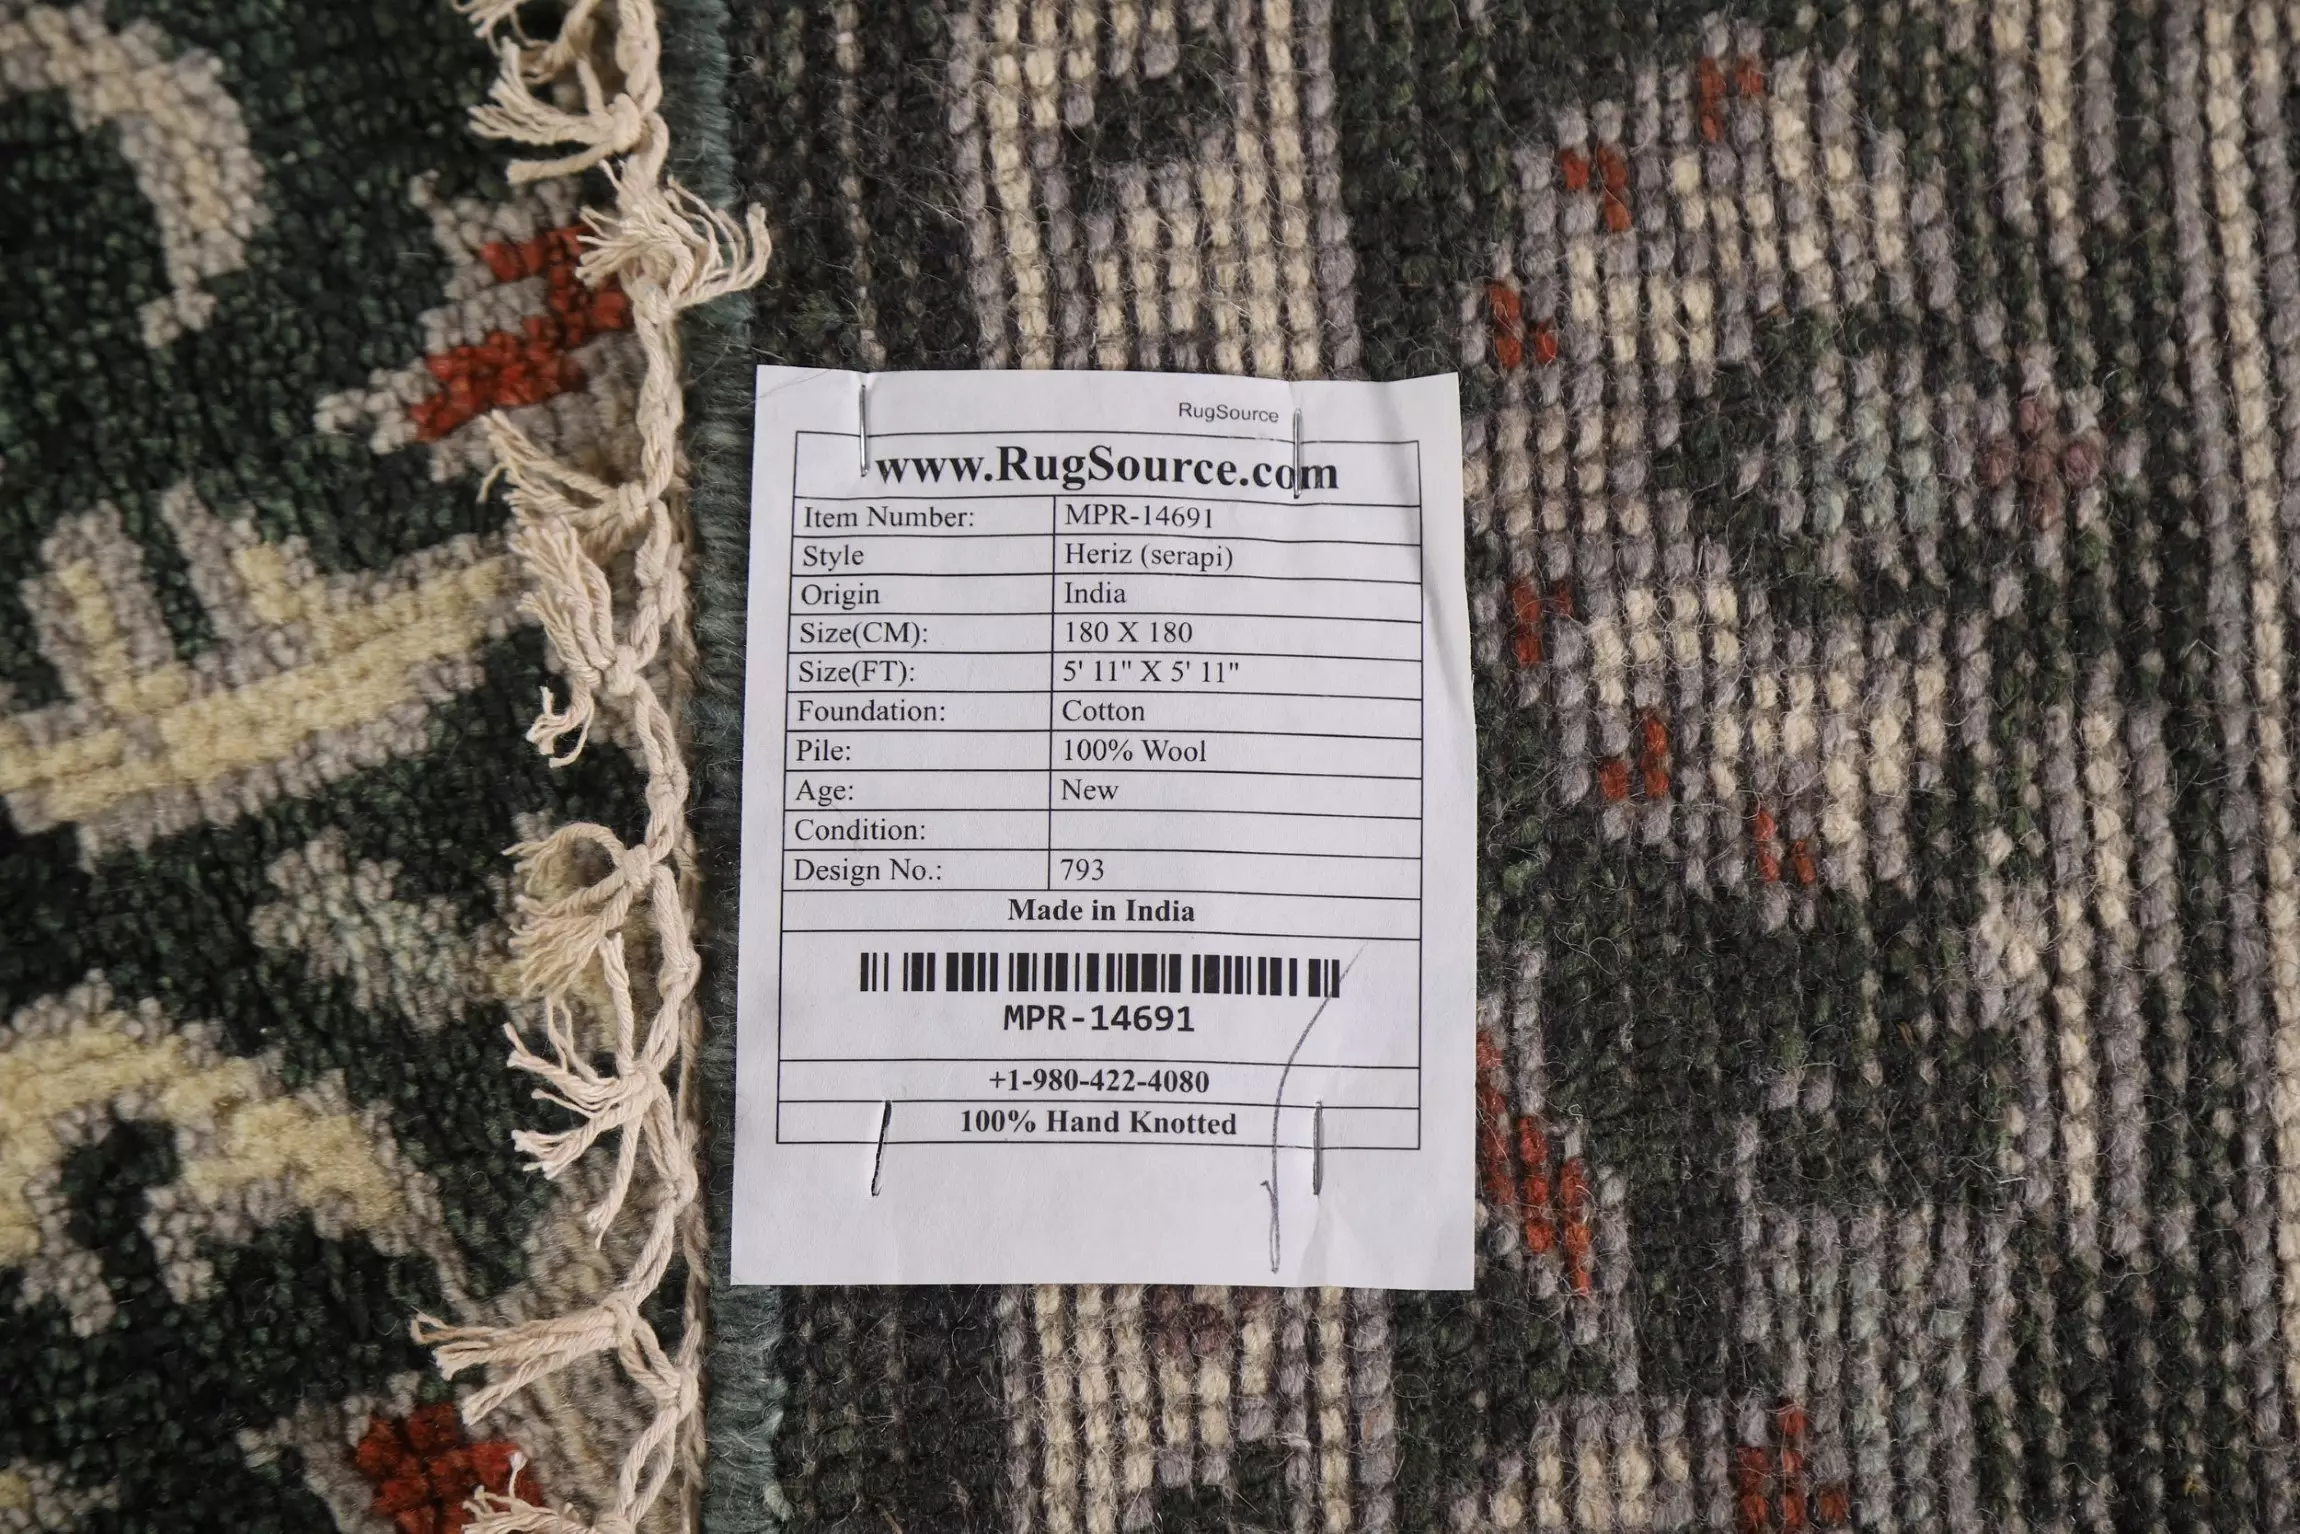 RugSource
www.RugSource.com
Item Number: MPR-14691
Style Heriz (serapi)
Origin India
Size(CM): 180 X 180
Size(FT): 5' 11" X 5' 11"
Foundation: Cotton
Pile: 100% Wool
Age: New
Condition:
Design No.: 793
Made in India
MPR-14691
+1-980-422-4080
100% Hand Knotted